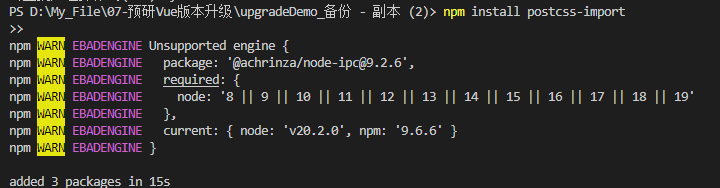 PS D:\My_File\07-预研Vue版本升级\upgradeDemo_备份 - 副本 (2)> npm install postcss-import
>>
npm WARN EBADENGINE Unsupported engine {
npm WARN EBADENGINE   package: '@achrinza/node-ipc@9.2.6',
npm WARN EBADENGINE   required: {
npm WARN EBADENGINE     node: '8 || 9 || 10 || 11 || 12 || 13 || 14 || 15 || 16 || 17 || 18 || 19'
npm WARN EBADENGINE   },
npm WARN EBADENGINE   current: { node: 'v20.2.0', npm: '9.6.6' }
npm WARN EBADENGINE }
added 3 packages in 15s